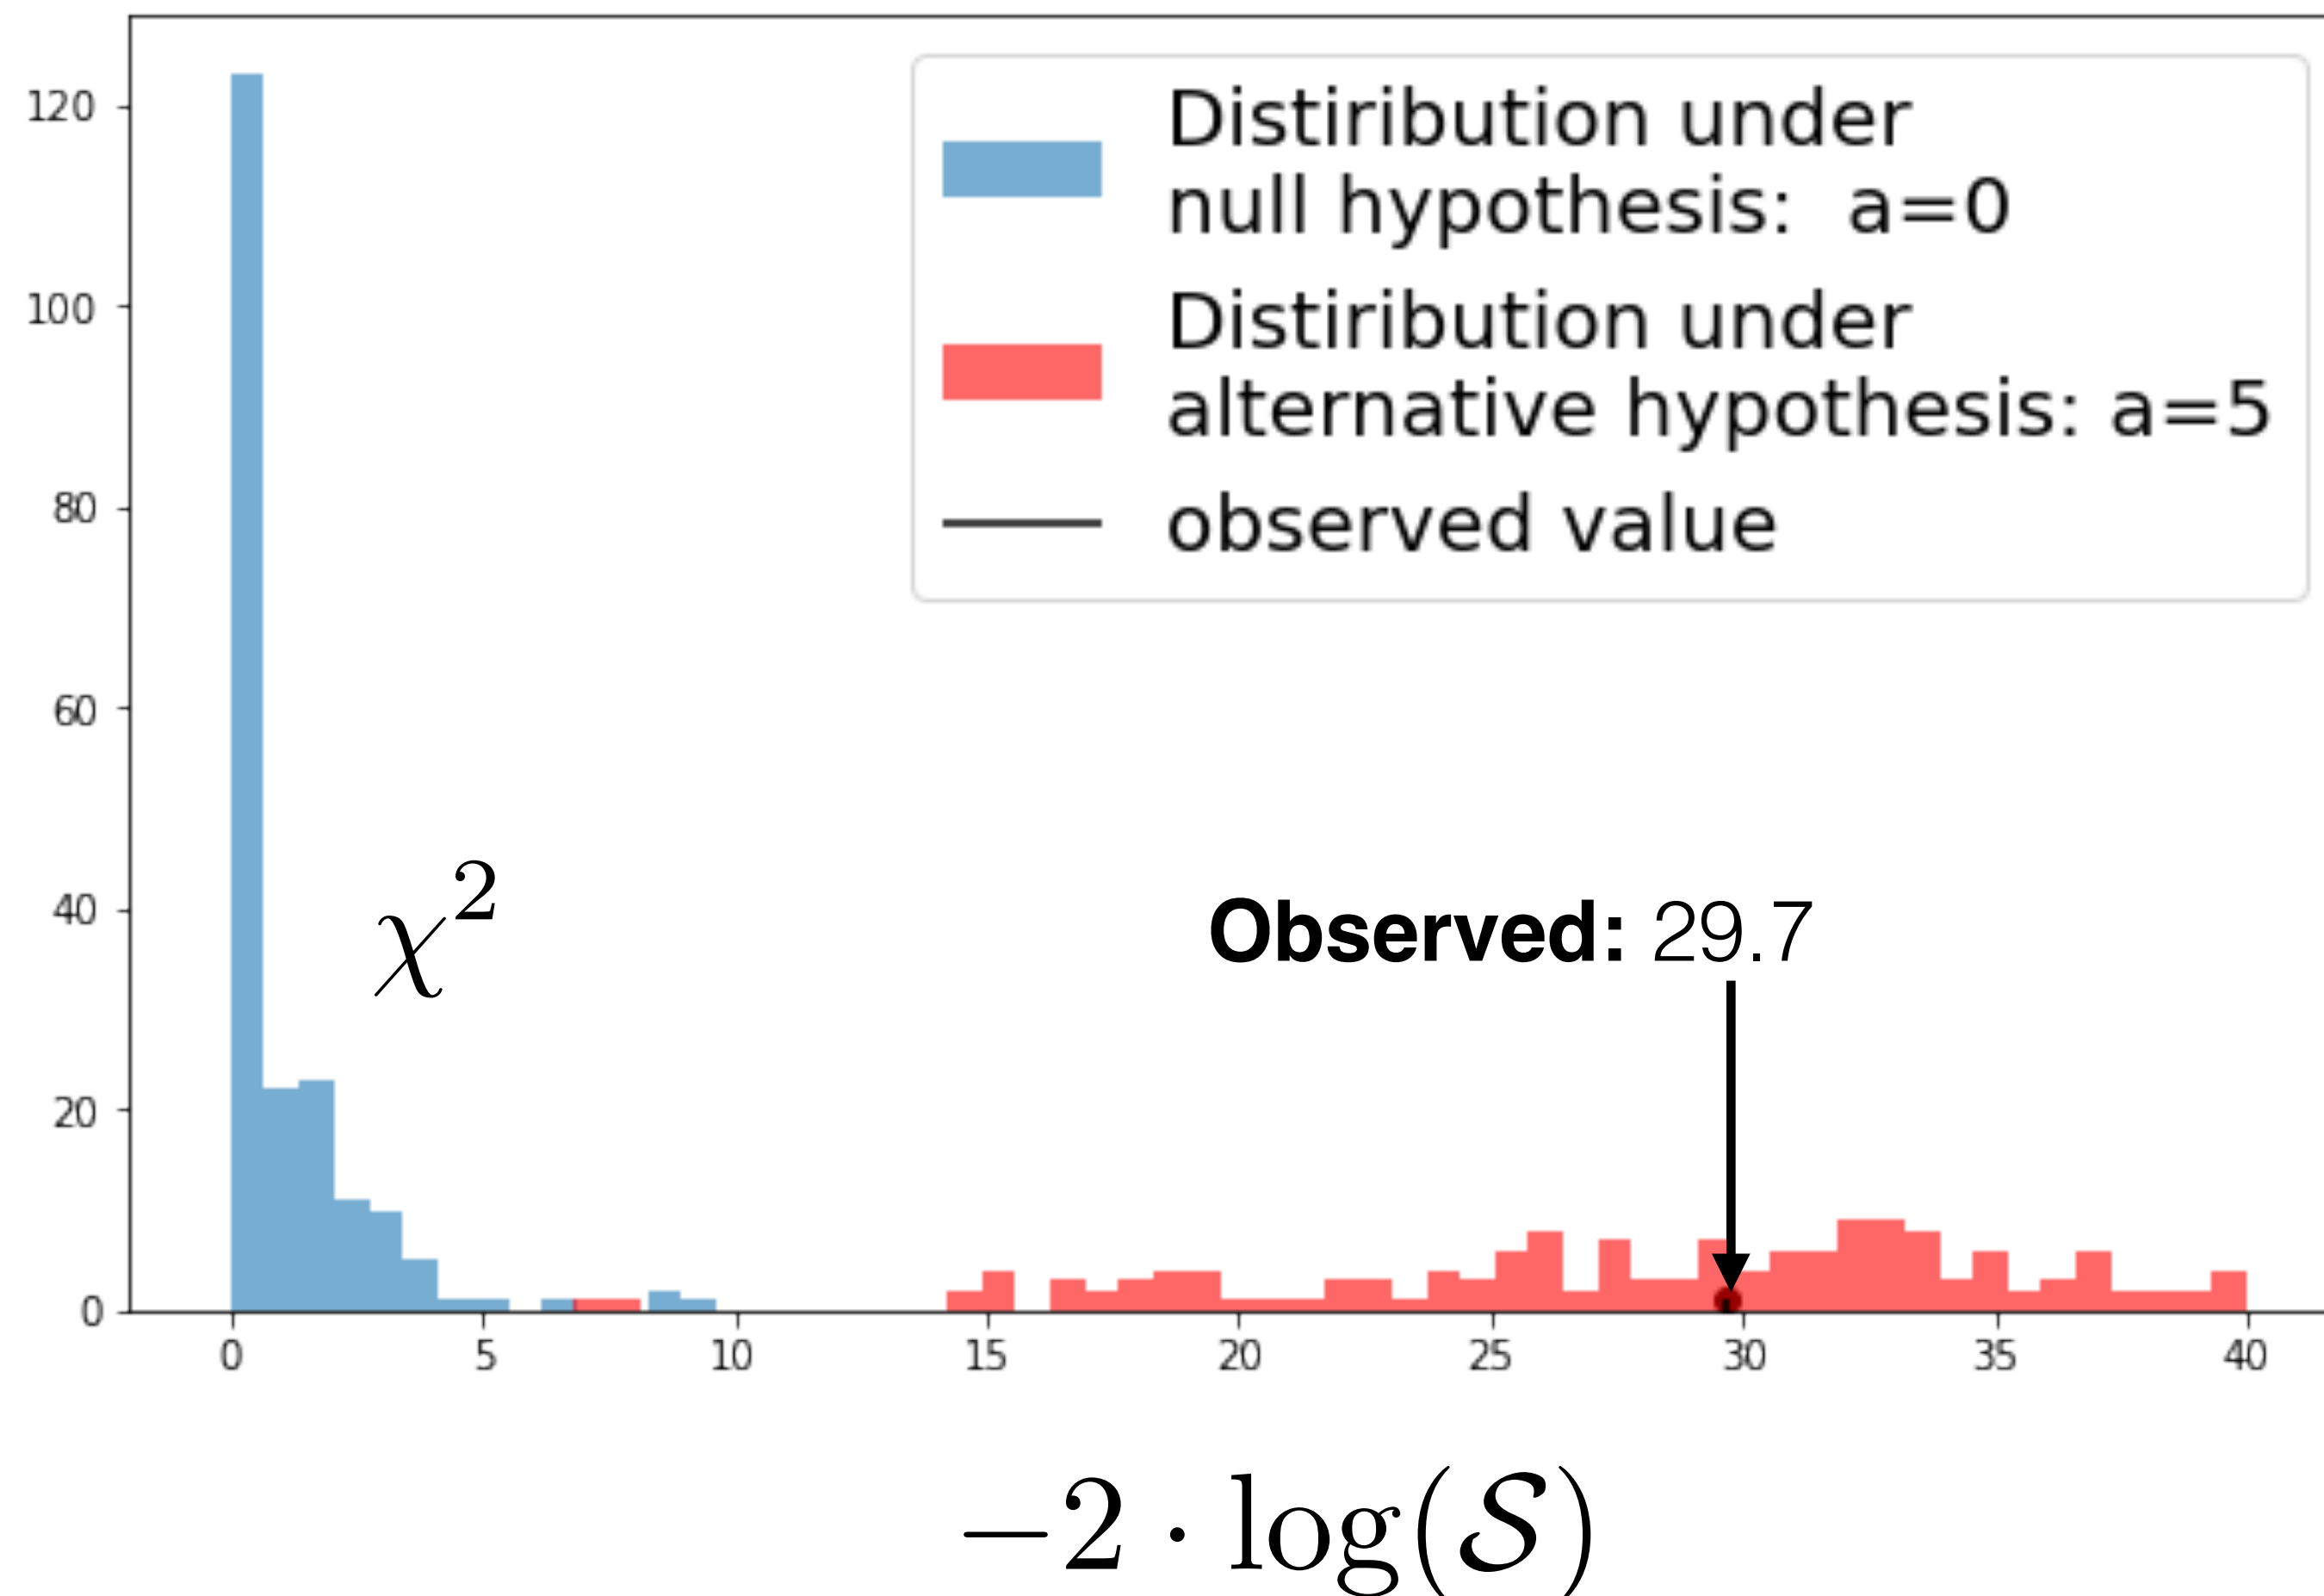 120
100
80
60
40
20
0
Distiribution under
null hypothesis:  a=0
Distiribution under
alternative hypothesis: a=5
observed value
χ²
Observed: 29.7
0 5 10 15 20 25 30 35 40
−2 · log(𝒮)